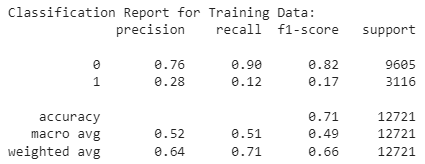 Classification Report for Training Data:
precision recall f1-score support
0 0.76 0.90 0.82 9605
1 0.28 0.12 0.17 3116
accuracy 0.71 12721
macro avg 0.52 0.51 0.49 12721
weighted avg 0.64 0.71 0.66 12721